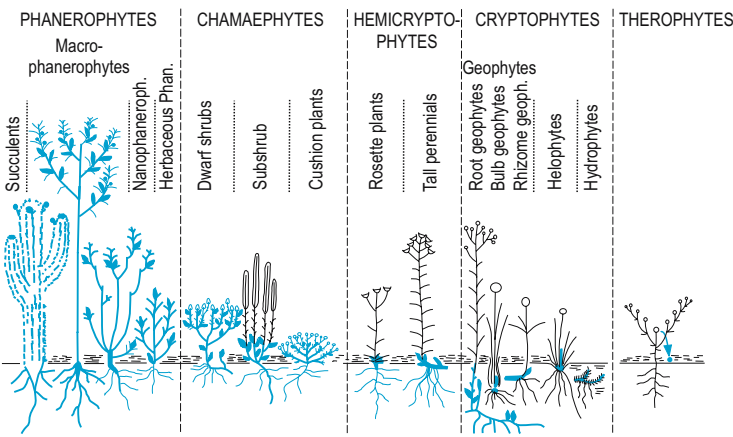 PHANEROPHYTES
Macro-
phanerophytes
Succulents
Nanophaneroph.
Herbaceous Phan.
CHAMAEPHYTES
Dwarf shrubs
Subshrub
Cushion plants
HEMICRYPTO-
PHYTES
Rosette plants
Tall perennials
CRYPTOPHYTES
Geophytes
Root geophytes
Bulb geophytes
Rhizome geoph.
Helophytes
Hydrophytes
THEROPHYTES